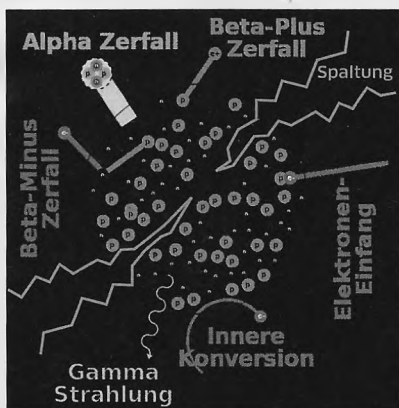 Alpha Zerfall
Beta-Plus
Zerfall
Spaltung
Beta-Minus
Zerfall
Elektronen-
Einfang
Innere
Konversion
Gamma
Strahlung